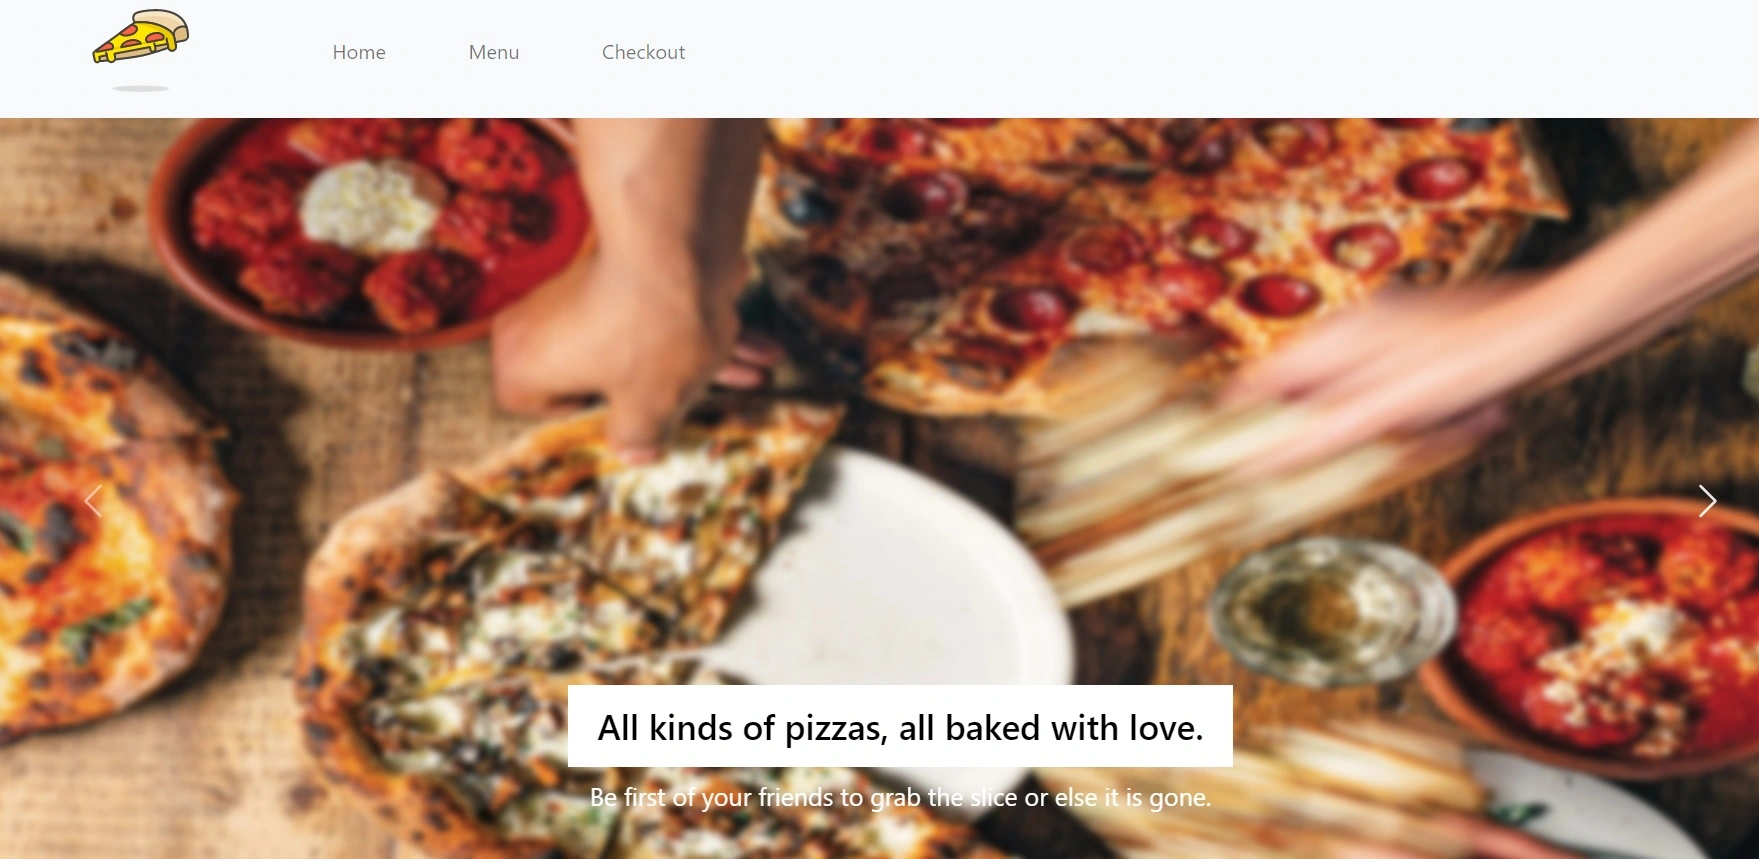 Home Menu Checkout
All kinds of pizzas, all baked with love.
Be first of your friends to grab the slice or else it is gone.